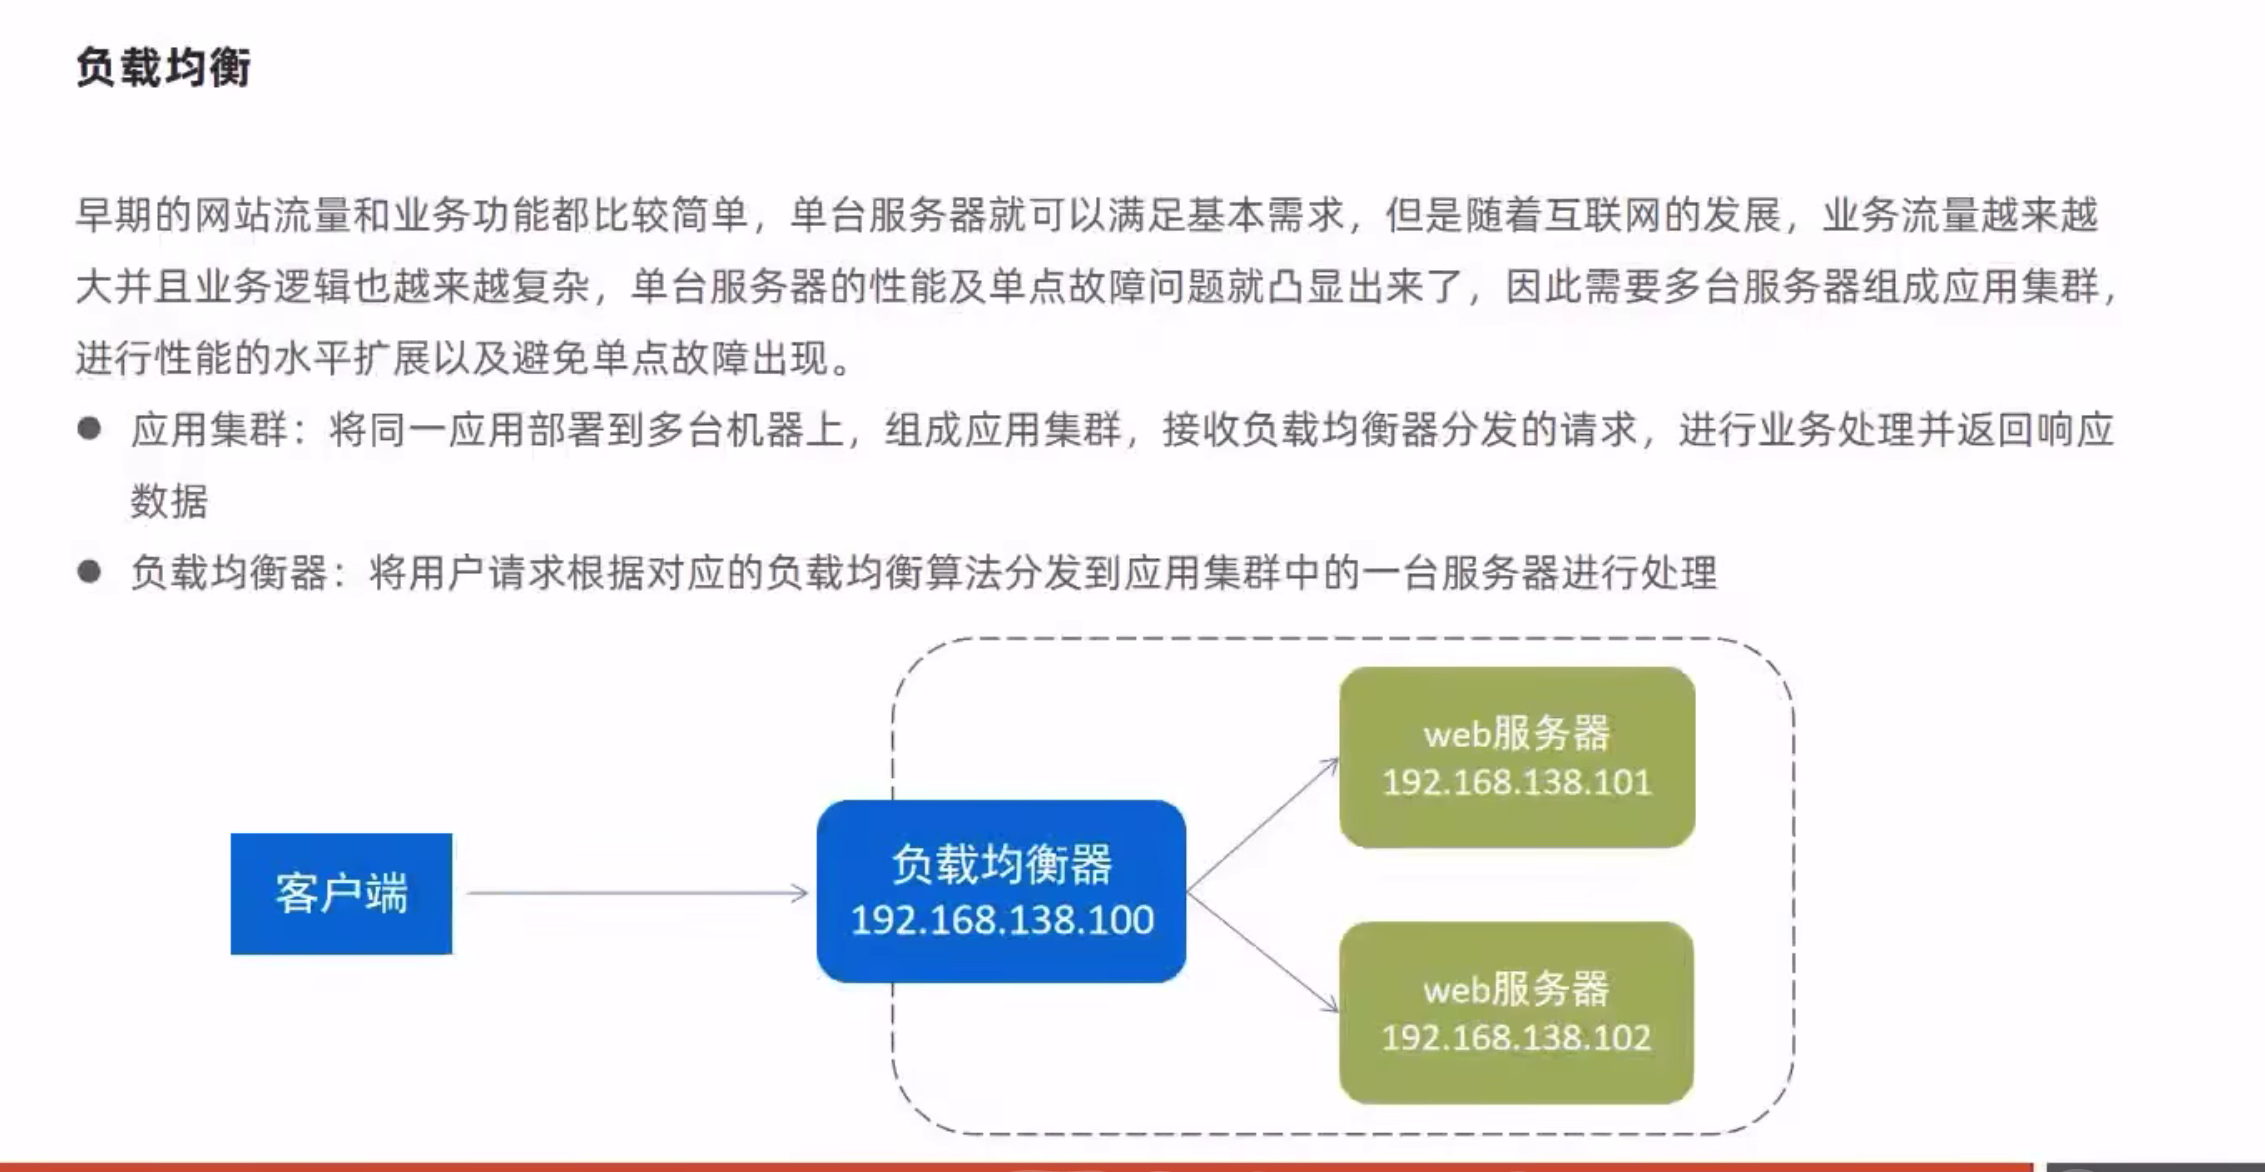 负载均衡
早期的网站流量和业务功能都比较简单，单台服务器就可以满足基本需求，但是随着互联网的发展，业务流量越来越
大并且业务逻辑也越来越复杂，单台服务器的性能及单点故障问题就凸显出来了，因此需要多台服务器组成应用集群，
进行性能的水平扩展以及避免单点故障出现。
● 应用集群：将同一应用部署到多台机器上，组成应用集群，接收负载均衡器分发的请求，进行业务处理并返回响应
数据
● 负载均衡器：将用户请求根据对应的负载均衡算法分发到应用集群中的一台服务器进行处理
web服务器
192.168.138.101
客户端
负载均衡器
192.168.138.100
web服务器
192.168.138.102